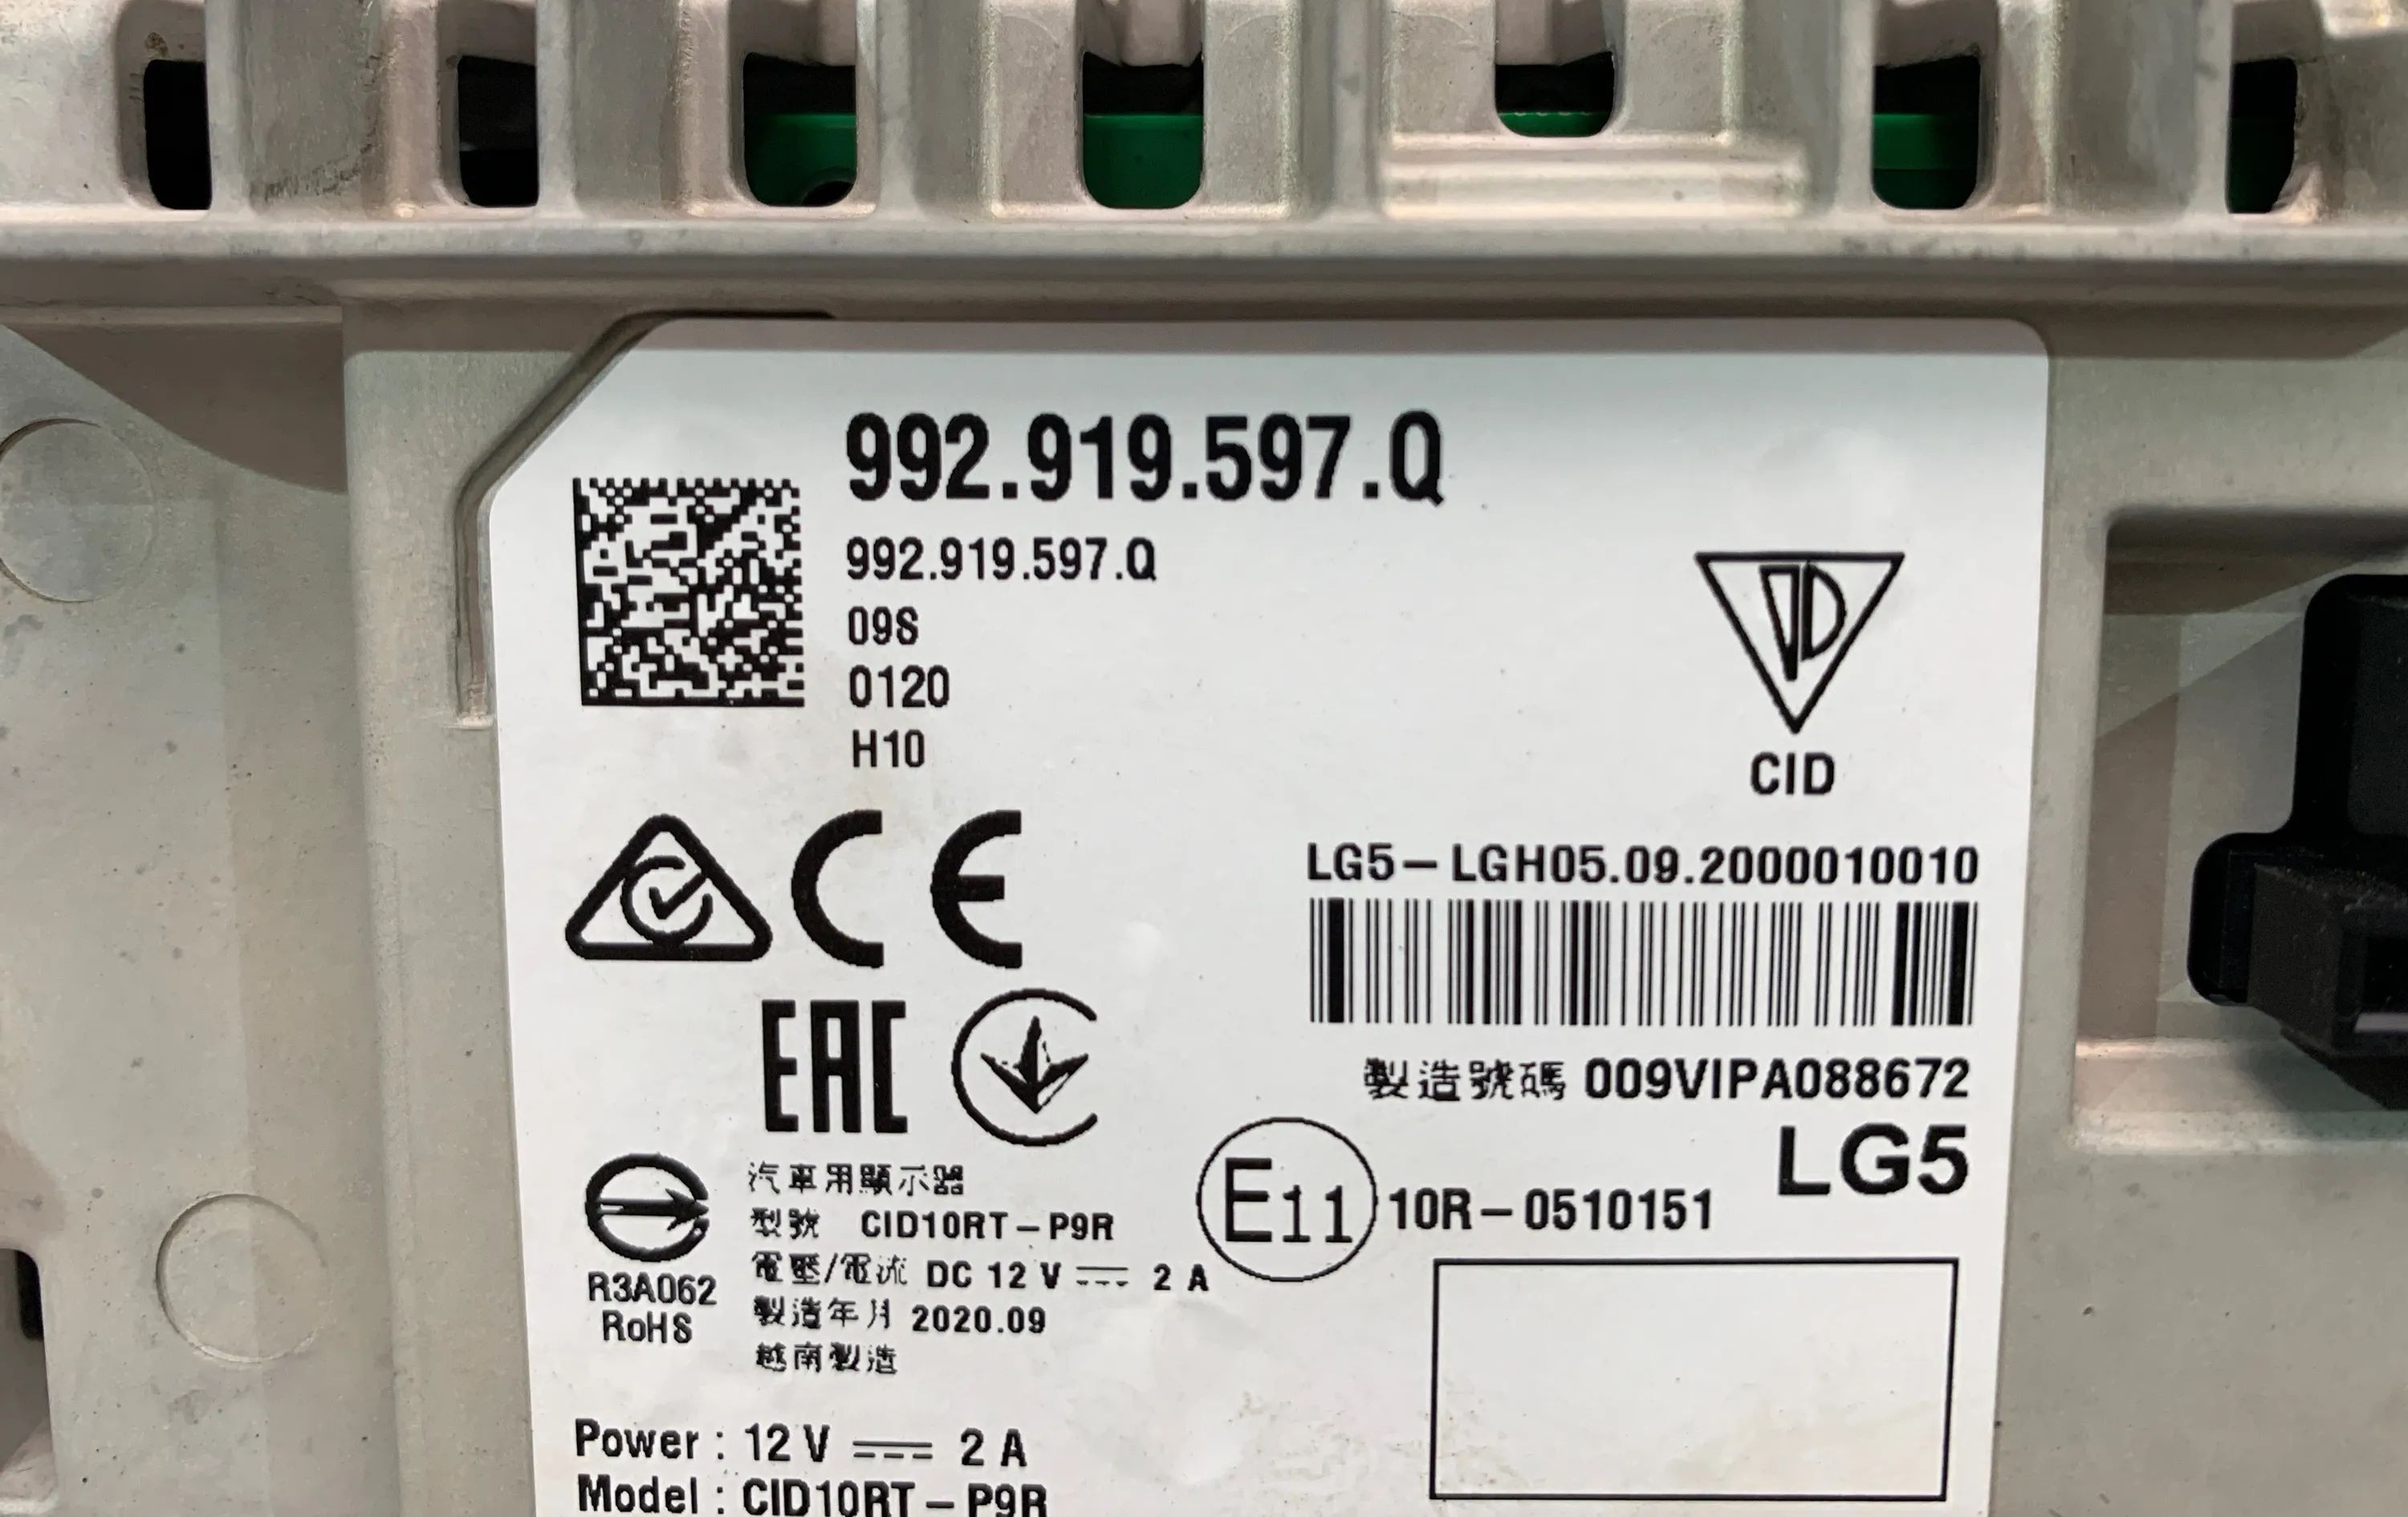 992.919.597.Q
992.919.597.Q
09S
0120
H10
CID
LG5-LGH05.09.2000010010
製造號碼 009VIPA088672
LG5
CE
EAC
E11 10R-0510151
R3A062
RoHS
汽車用顯示器
型號 CID10RT-P9R
電壓/電流 DC 12 V ⎓ 2 A
製造年月 2020.09
越南製造
Power : 12 V ⎓ 2 A
Model : CID10RT-P9R